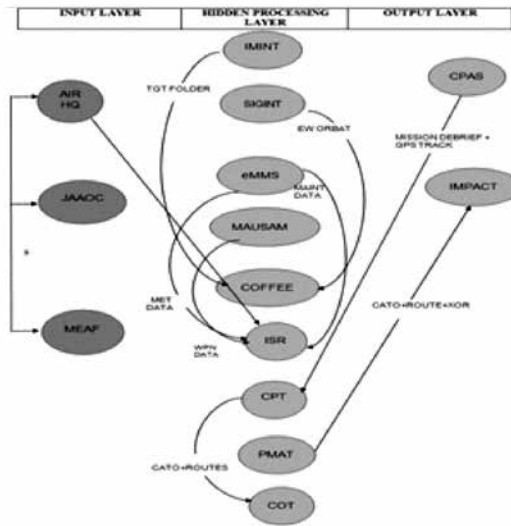 INPUT LAYER
HIDDEN PROCESSING
LAYER
OUTPUT LAYER
IMINT
CPAS
TGT FOLDER
AIR
HQ
SIGINT
EW ORBAT
MISSION DEBRIEF +
GPS TRACK
eMMS
MAINT
DATA
IMPACT
JAAOC
MAUSAM
COFFEE
MET
DATA
CATO+ROUTE+XOR
MEAF
ISR
WPN
DATA
CPT
PMAT
CATO+ROUTES
COT